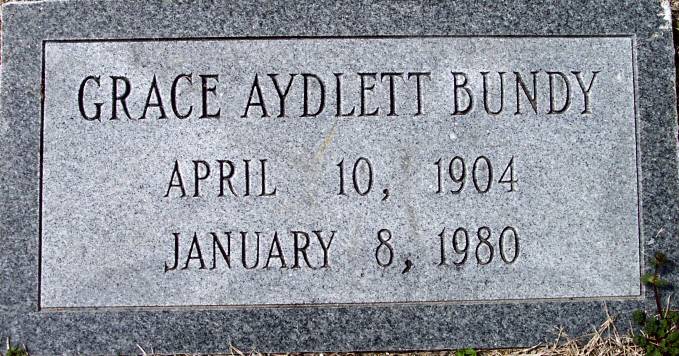 GRACE AYDLETT BUNDY
APRIL 10, 1904
JANUARY 8, 1980